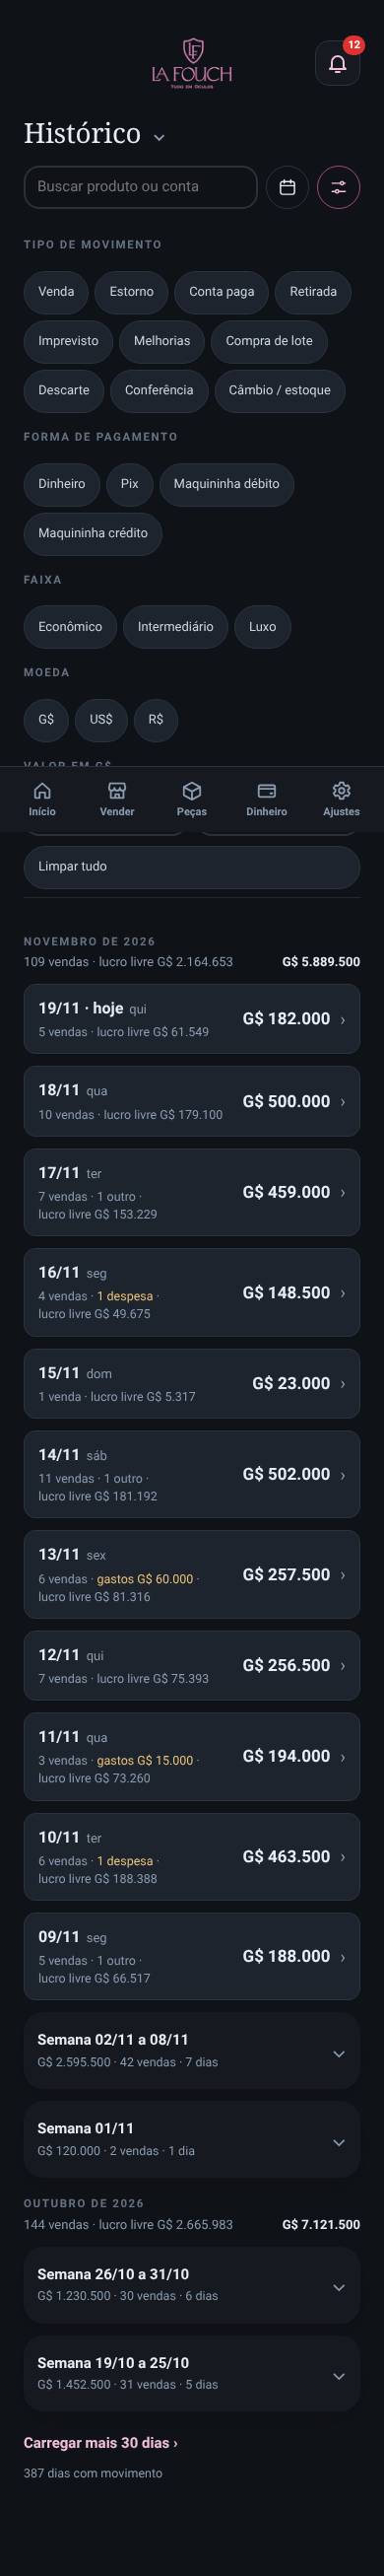 LA FOUCH
TUDO EM ÓCULOS
12
Histórico
Buscar produto ou conta
TIPO DE MOVIMENTO
Venda Estorno Conta paga Retirada
Imprevisto Melhorias Compra de lote
Descarte Conferência Câmbio / estoque
FORMA DE PAGAMENTO
Dinheiro Pix Maquininha débito
Maquininha crédito
FAIXA
Econômico Intermediário Luxo
MOEDA
G$ US$ R$
VALOR EM G$
Início Vender Peças Dinheiro Ajustes
Limpar tudo
NOVEMBRO DE 2026
109 vendas · lucro livre G$ 2.164.653 G$ 5.889.500
19/11 · hoje qui
5 vendas · lucro livre G$ 61.549
G$ 182.000 ›
18/11 qua
10 vendas · lucro livre G$ 179.100
G$ 500.000 ›
17/11 ter
7 vendas · 1 outro ·
lucro livre G$ 153.229
G$ 459.000 ›
16/11 seg
4 vendas · 1 despesa ·
lucro livre G$ 49.675
G$ 148.500 ›
15/11 dom
1 venda · lucro livre G$ 5.317
G$ 23.000 ›
14/11 sáb
11 vendas · 1 outro ·
lucro livre G$ 181.192
G$ 502.000 ›
13/11 sex
6 vendas · gastos G$ 60.000 ·
lucro livre G$ 81.316
G$ 257.500 ›
12/11 qui
7 vendas · lucro livre G$ 75.393
G$ 256.500 ›
11/11 qua
3 vendas · gastos G$ 15.000 ·
lucro livre G$ 73.260
G$ 194.000 ›
10/11 ter
6 vendas · 1 despesa ·
lucro livre G$ 188.388
G$ 463.500 ›
09/11 seg
5 vendas · 1 outro ·
lucro livre G$ 66.517
G$ 188.000 ›
Semana 02/11 a 08/11
G$ 2.595.500 · 42 vendas · 7 dias
Semana 01/11
G$ 120.000 · 2 vendas · 1 dia
OUTUBRO DE 2026
144 vendas · lucro livre G$ 2.665.983 G$ 7.121.500
Semana 26/10 a 31/10
G$ 1.230.500 · 30 vendas · 6 dias
Semana 19/10 a 25/10
G$ 1.452.500 · 31 vendas · 5 dias
Carregar mais 30 dias ›
387 dias com movimento